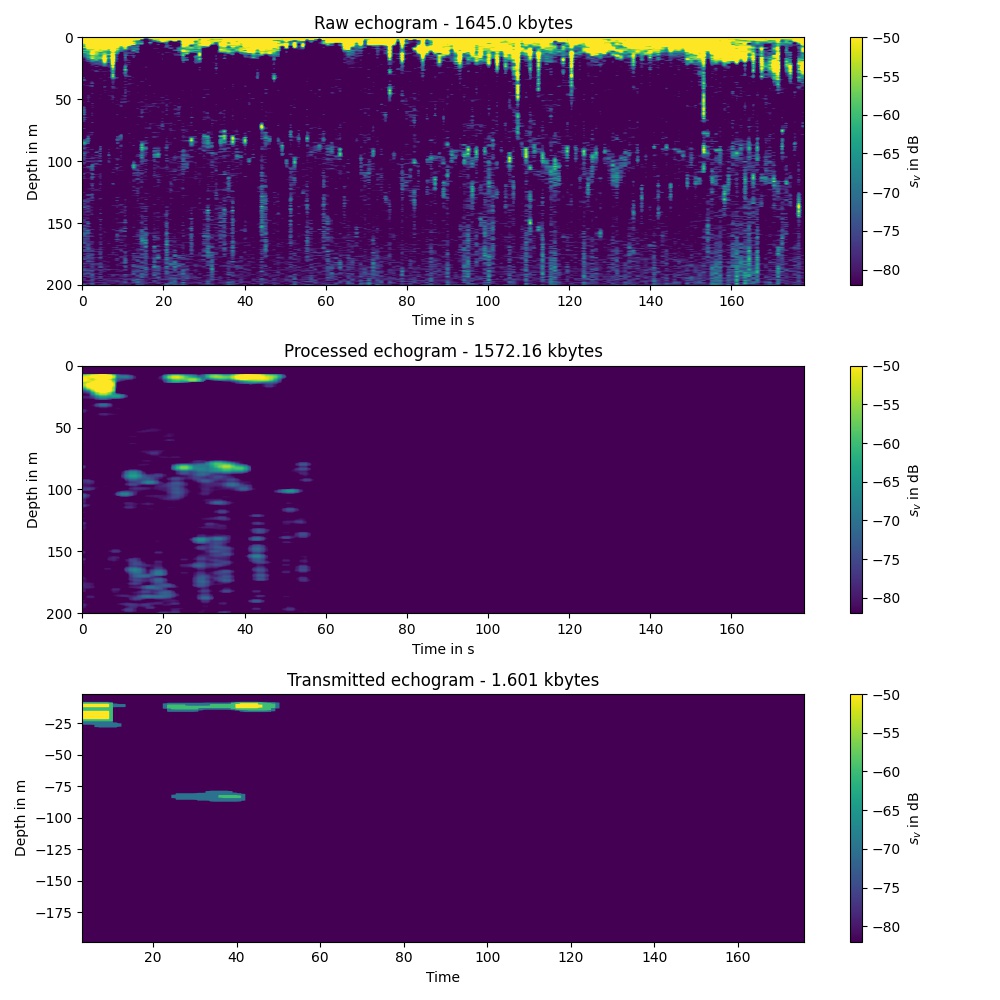 Raw echogram - 1645.0 kbytes
0
50
100
150
200
Depth in m
0 20 40 60 80 100 120 140 160
Time in s
−50
−55
−60
−65
−70
−75
−80
sv in dB
Processed echogram - 1572.16 kbytes
0
50
100
150
200
Depth in m
0 20 40 60 80 100 120 140 160
Time in s
−50
−55
−60
−65
−70
−75
−80
sv in dB
Transmitted echogram - 1.601 kbytes
−25
−50
−75
−100
−125
−150
−175
Depth in m
20 40 60 80 100 120 140 160
Time
−50
−55
−60
−65
−70
−75
−80
sv in dB